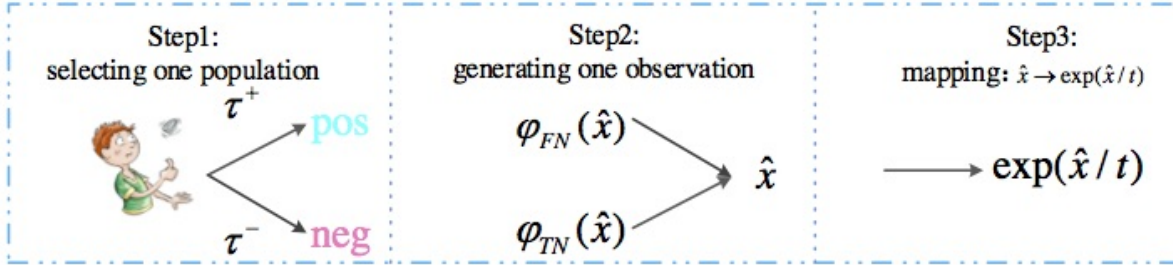 Step1:
selecting one population
τ⁺
pos
τ⁻
neg
Step2:
generating one observation
φ_FN(x̂)
x̂
φ_TN(x̂)
Step3:
mapping: x̂ → exp(x̂/t)
exp(x̂/t)